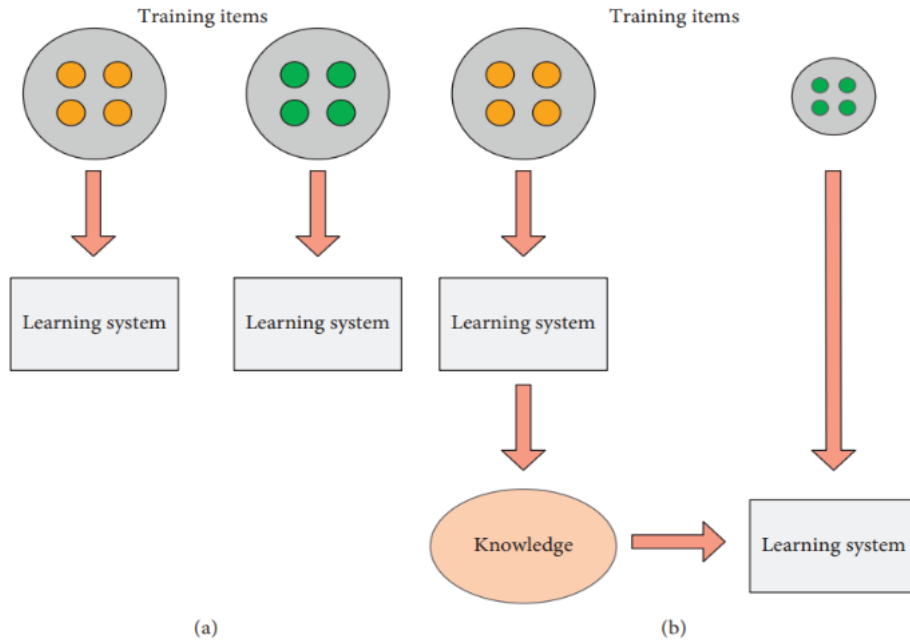 Training items
Training items
Learning system
Learning system
Learning system
Knowledge
Learning system
(a)
(b)